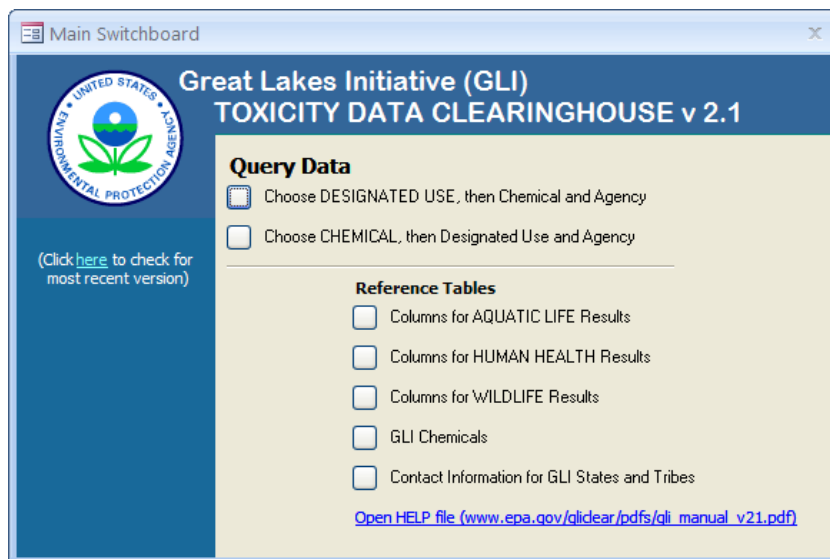 Main Switchboard
Great Lakes Initiative (GLI)
TOXICITY DATA CLEARINGHOUSE v 2.1
UNITED STATES
ENVIRONMENTAL PROTECTION AGENCY
(Click here to check for
most recent version)
Query Data
Choose DESIGNATED USE, then Chemical and Agency
Choose CHEMICAL, then Designated Use and Agency
Reference Tables
Columns for AQUATIC LIFE Results
Columns for HUMAN HEALTH Results
Columns for WILDLIFE Results
GLI Chemicals
Contact Information for GLI States and Tribes
Open HELP file (www.epa.gov/gliclear/pdfs/gli_manual_v21.pdf)